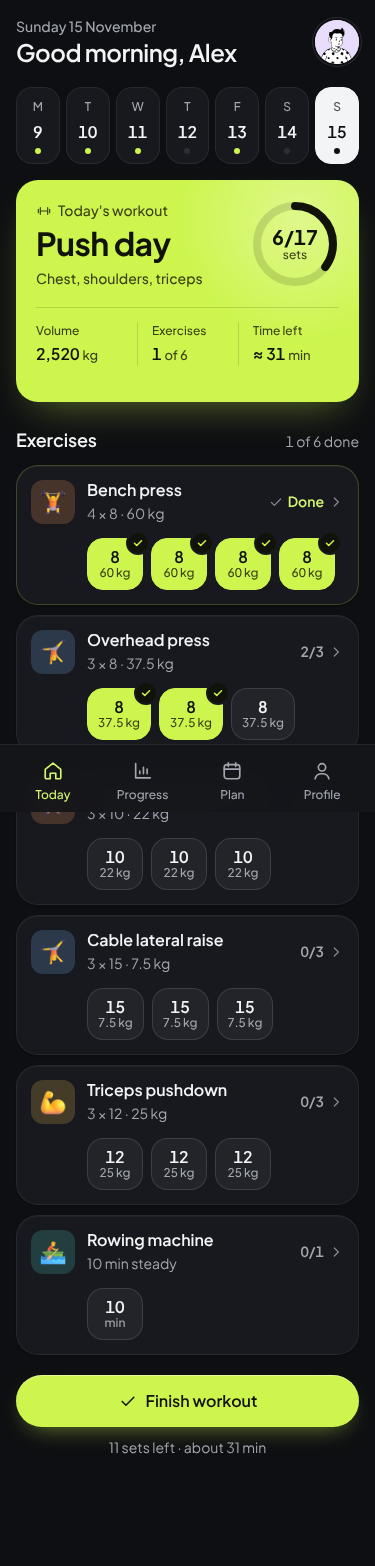 Sunday 15 November
Good morning, Alex
M T W T F S S
9 10 11 12 13 14 15
Today's workout
Push day
Chest, shoulders, triceps
6/17
sets
Volume Exercises Time left
2,520 kg 1 of 6 ≈ 31 min
Exercises 1 of 6 done
Bench press
4 × 8 · 60 kg
Done
8 8 8 8
60 kg 60 kg 60 kg 60 kg
Overhead press
3 × 8 · 37.5 kg
2/3
8 8 8
37.5 kg 37.5 kg 37.5 kg
Today Progress Plan Profile
3 × 10 · 22 kg
10 10 10
22 kg 22 kg 22 kg
Cable lateral raise
3 × 15 · 7.5 kg
0/3
15 15 15
7.5 kg 7.5 kg 7.5 kg
Triceps pushdown
3 × 12 · 25 kg
0/3
12 12 12
25 kg 25 kg 25 kg
Rowing machine
10 min steady
0/1
10
min
Finish workout
11 sets left · about 31 min